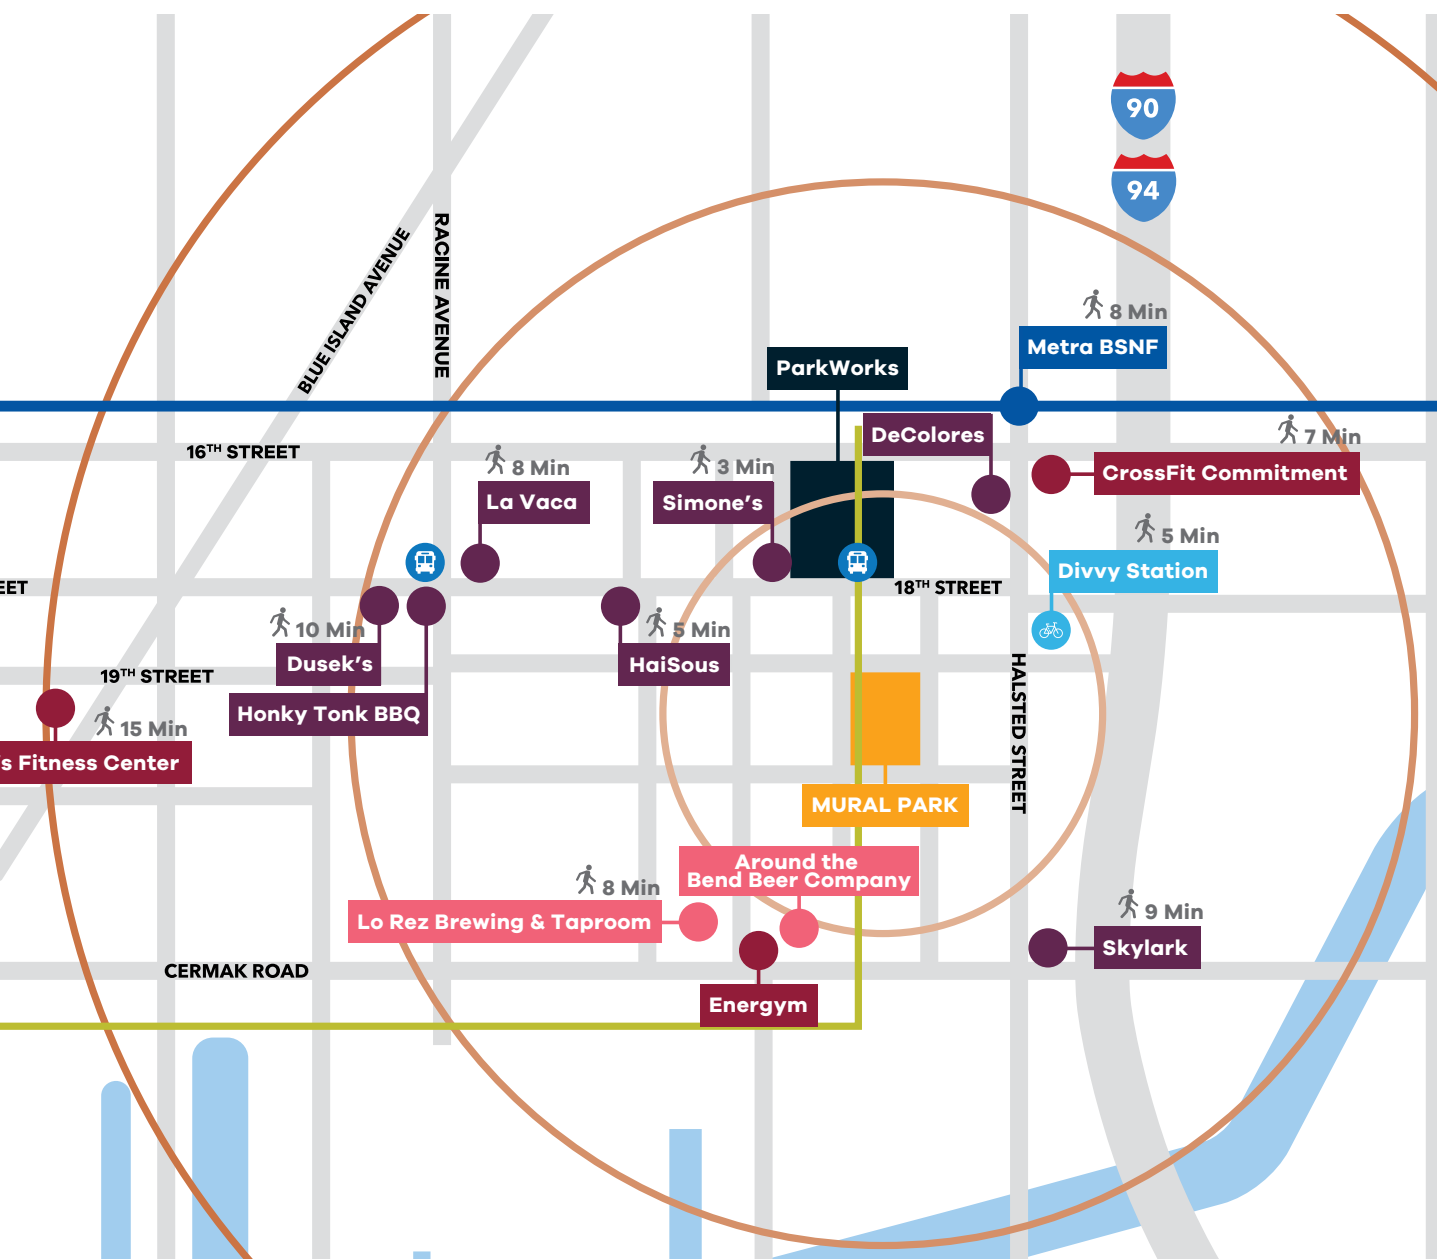 90
94
RACINE AVENUE
BLUE ISLAND AVENUE
8 Min
Metra BSNF
ParkWorks
DeColores
7 Min
CrossFit Commitment
16TH STREET
8 Min
La Vaca
3 Min
Simone's
5 Min
Divvy Station
EET
18TH STREET
10 Min
Dusek's
5 Min
HaiSous
19TH STREET
Honky Tonk BBQ
15 Min
's Fitness Center
HALSTED STREET
MURAL PARK
Around the
Bend Beer Company
8 Min
Lo Rez Brewing & Taproom
9 Min
Skylark
CERMAK ROAD
Energym